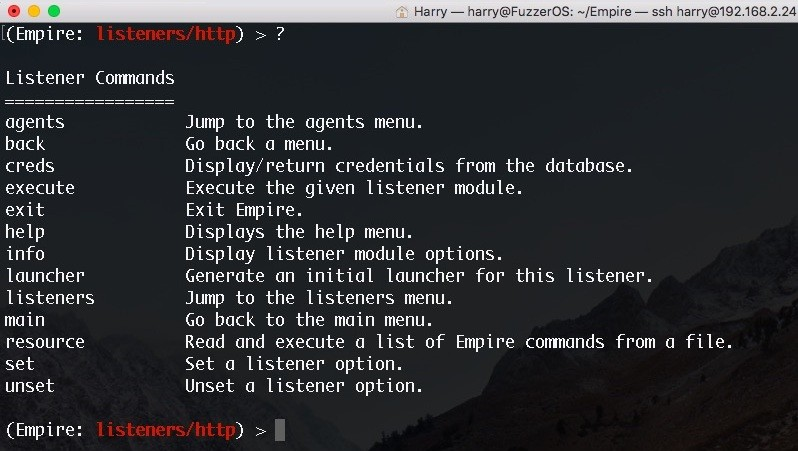 Harry — harry@FuzzerOS: ~/Empire — ssh harry@192.168.2.24
(Empire: listeners/http) > ?
Listener Commands
=================
agents Jump to the agents menu.
back Go back a menu.
creds Display/return credentials from the database.
execute Execute the given listener module.
exit Exit Empire.
help Displays the help menu.
info Display listener module options.
launcher Generate an initial launcher for this listener.
listeners Jump to the listeners menu.
main Go back to the main menu.
resource Read and execute a list of Empire commands from a file.
set Set a listener option.
unset Unset a listener option.
(Empire: listeners/http) >